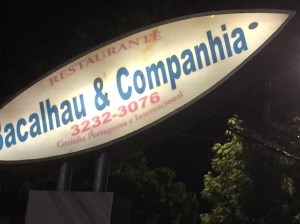 RESTAURANTE
Bacalhau & Companhia
3232-3076
Cozinha Portuguesa e Internacional